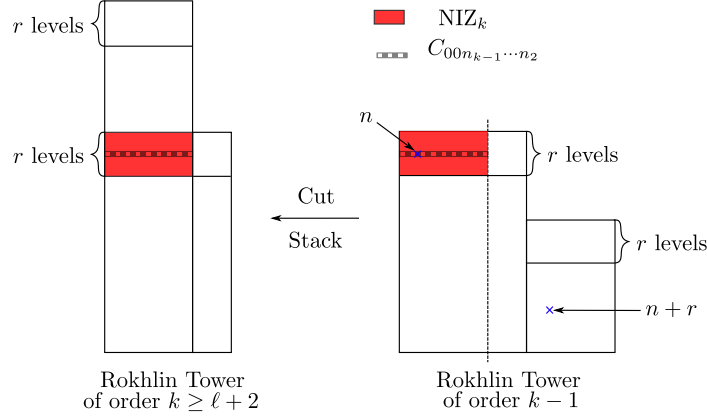 r levels
NIZ_k
C_{00n_{k−1}⋯n_2}
n
r levels
r levels
Cut
Stack
r levels
n + r
Rokhlin Tower
of order k ≥ ℓ + 2
Rokhlin Tower
of order k − 1